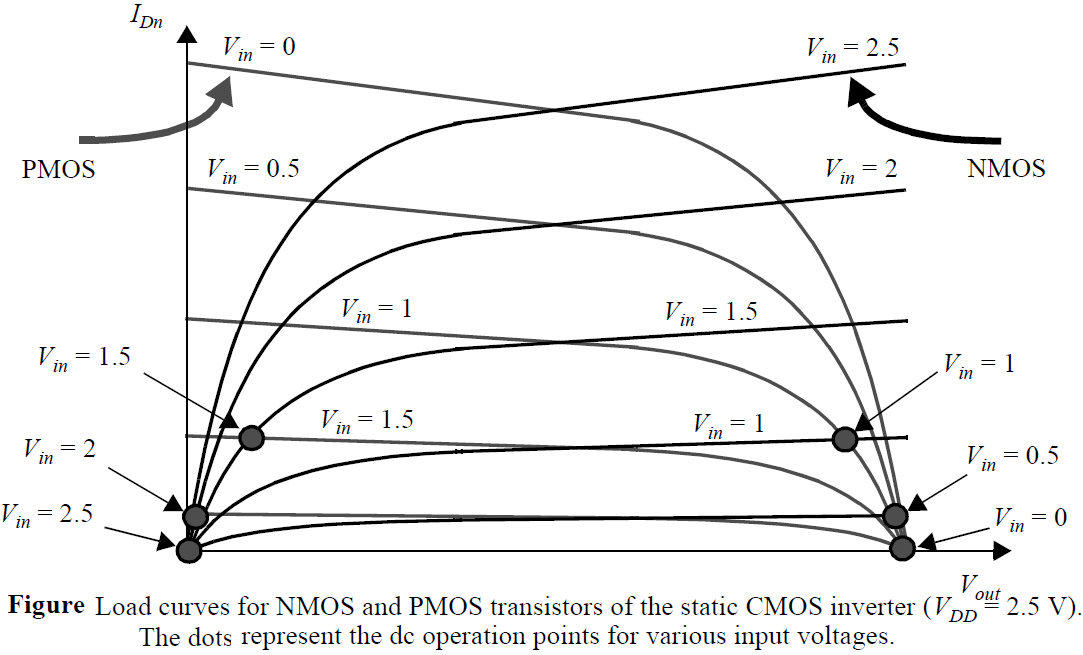 I_Dn
V_in = 0
V_in = 2.5
PMOS
NMOS
V_in = 0.5
V_in = 2
V_in = 1
V_in = 1.5
V_in = 1.5
V_in = 1
V_in = 1.5
V_in = 1
V_in = 2
V_in = 0.5
V_in = 2.5
V_in = 0
V_out
Figure Load curves for NMOS and PMOS transistors of the static CMOS inverter (V_DD = 2.5 V).
The dots represent the dc operation points for various input voltages.